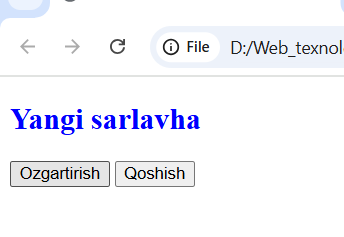 File D:/Web_texnol
Yangi sarlavha
Ozgartirish Qoshish